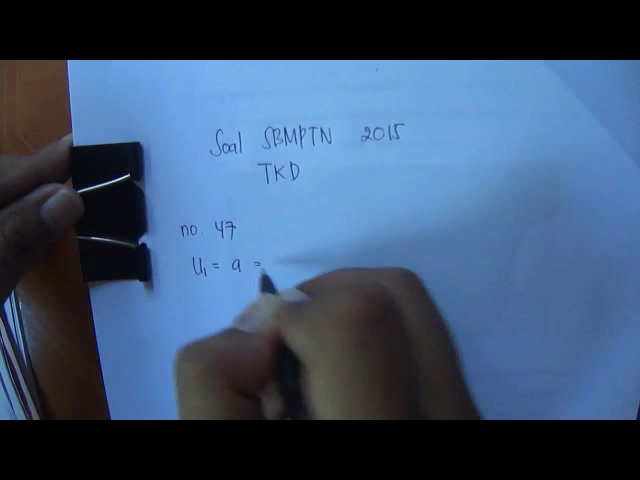 Soal SBMPTN 2015
TKD
no. 47
U₁ = a =